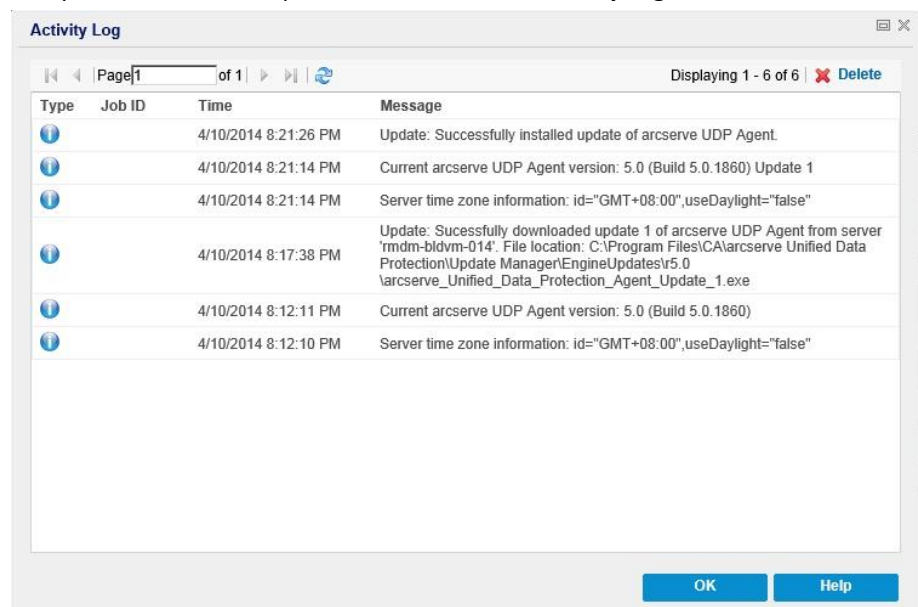 Activity Log
Page 1 of 1 Displaying 1 - 6 of 6 Delete
Type Job ID Time Message
4/10/2014 8:21:26 PM Update: Successfully installed update of arcserve UDP Agent.
4/10/2014 8:21:14 PM Current arcserve UDP Agent version: 5.0 (Build 5.0.1860) Update 1
4/10/2014 8:21:14 PM Server time zone information: id="GMT+08:00",useDaylight="false"
Update: Sucessfully downloaded update 1 of arcserve UDP Agent from server
'rmdm-bldvm-014'. File location: C:\Program Files\CA\arcserve Unified Data
4/10/2014 8:17:38 PM
Protection\Update Manager\EngineUpdates\r5.0
\arcserve_Unified_Data_Protection_Agent_Update_1.exe
4/10/2014 8:12:11 PM Current arcserve UDP Agent version: 5.0 (Build 5.0.1860)
4/10/2014 8:12:10 PM Server time zone information: id="GMT+08:00",useDaylight="false"
OK Help